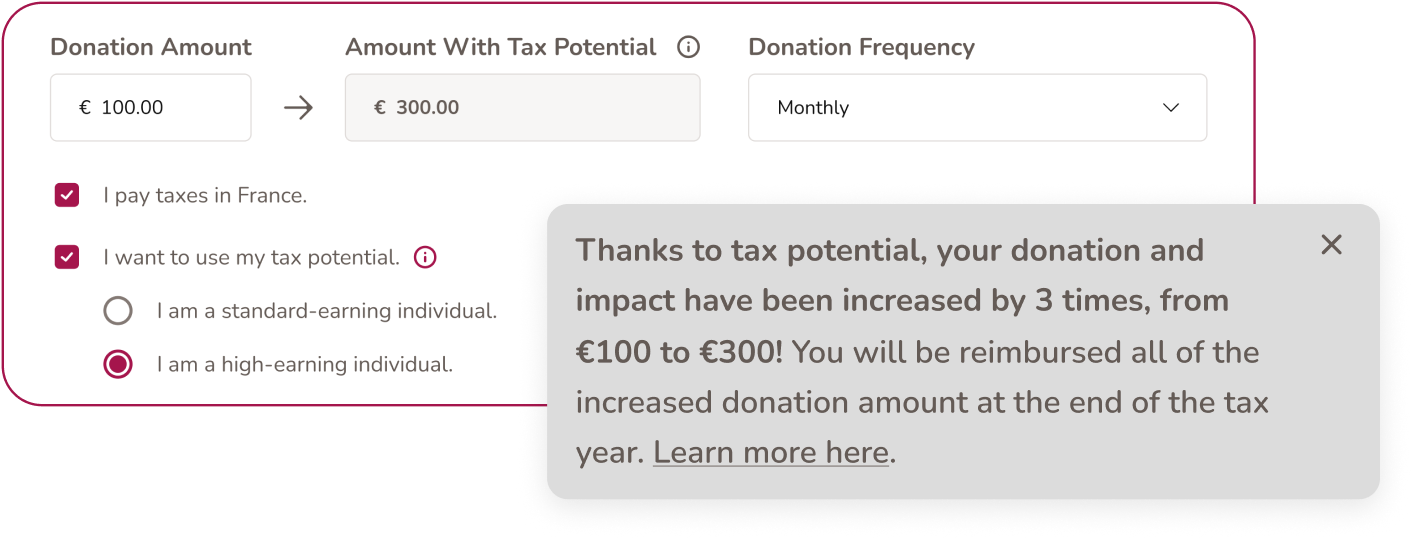 Donation Amount
Amount With Tax Potential
Donation Frequency
€ 100.00
€ 300.00
Monthly
I pay taxes in France.
I want to use my tax potential.
I am a standard-earning individual.
I am a high-earning individual.
Thanks to tax potential, your donation and
impact have been increased by 3 times, from
€100 to €300! You will be reimbursed all of the
increased donation amount at the end of the tax
year. Learn more here.